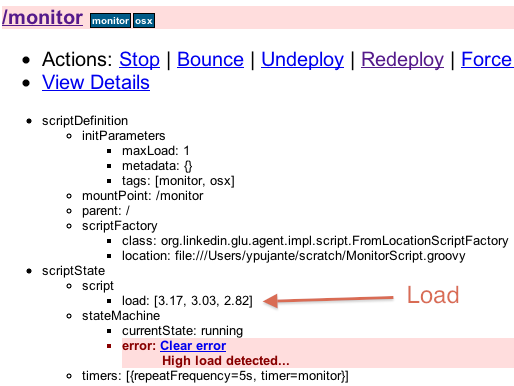 /monitor monitor osx
Actions: Stop | Bounce | Undeploy | Redeploy | Force
View Details
scriptDefinition
initParameters
maxLoad: 1
metadata: {}
tags: [monitor, osx]
mountPoint: /monitor
parent: /
scriptFactory
class: org.linkedin.glu.agent.impl.script.FromLocationScriptFactory
location: file:///Users/ypujante/scratch/MonitorScript.groovy
scriptState
script
load: [3.17, 3.03, 2.82] Load
stateMachine
currentState: running
error: Clear error
High load detected...
timers: [{repeatFrequency=5s, timer=monitor}]